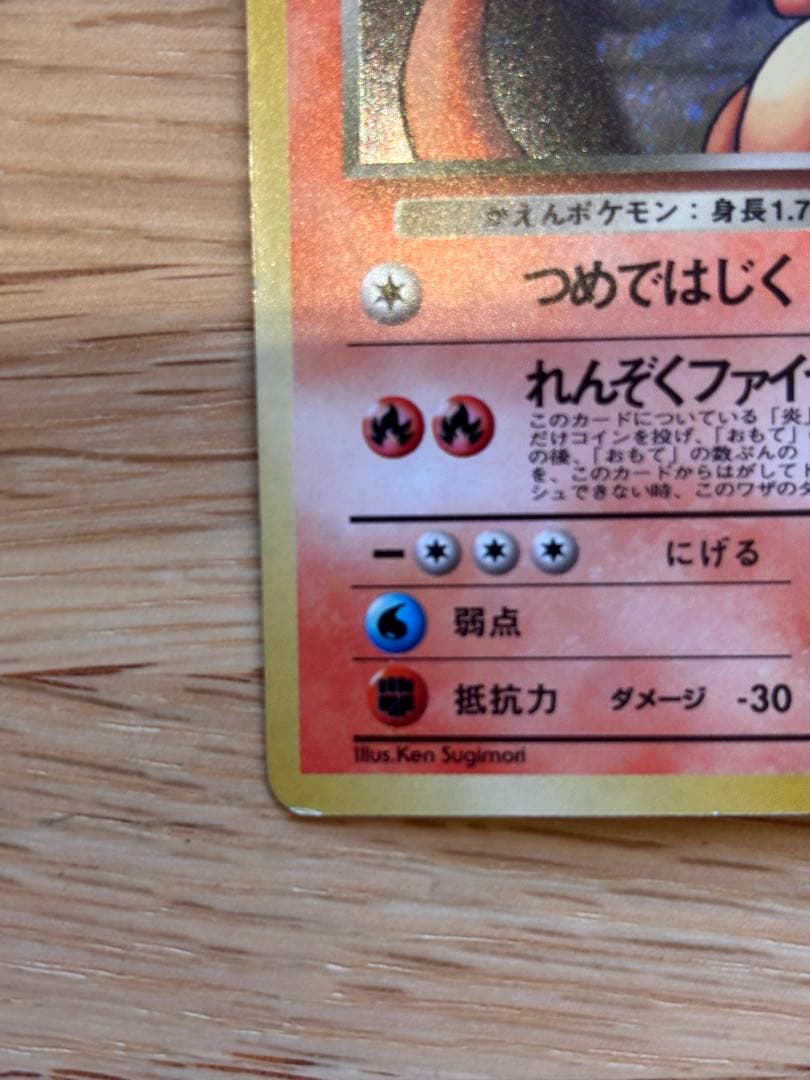 かえんポケモン：身長1.7
つめではじく
れんぞくファイ
このカードについている「炎」
だけコインを投げ、「おもて」
の後、「おもて」の数ぶんの
を、このカードからはがして
シュできない時、このワザの
にげる
弱点
抵抗力 ダメージ -30
Illus.Ken Sugimori